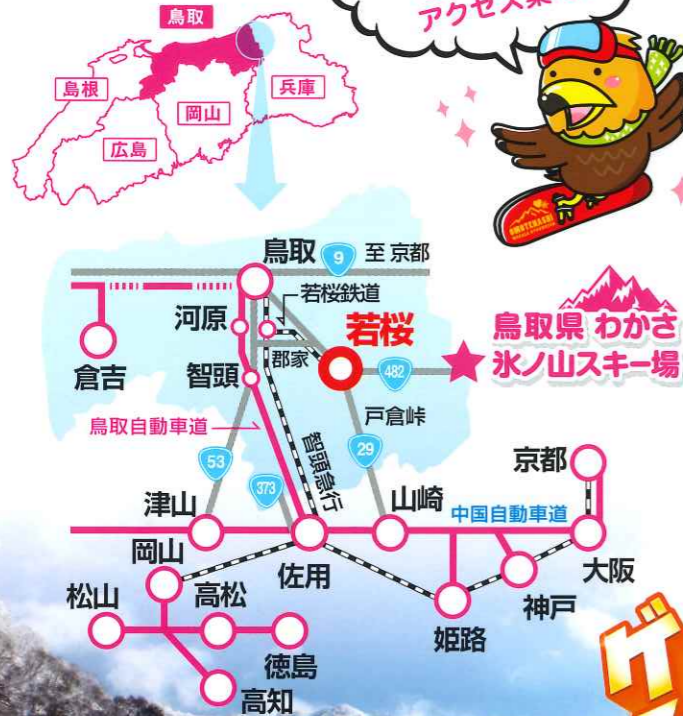 アクセス
鳥取
島根
岡山
兵庫
広島
OMOTENASHI
鳥取
9
至 京都
若桜鉄道
河原
若桜
鳥取県 わかさ
氷ノ山スキー場
郡家
倉吉
智頭
482
戸倉峠
鳥取自動車道
53
373
智頭急行
29
京都
津山
山崎
中国自動車道
岡山
佐用
大阪
松山
高松
神戸
姫路
徳島
高知
ゲ